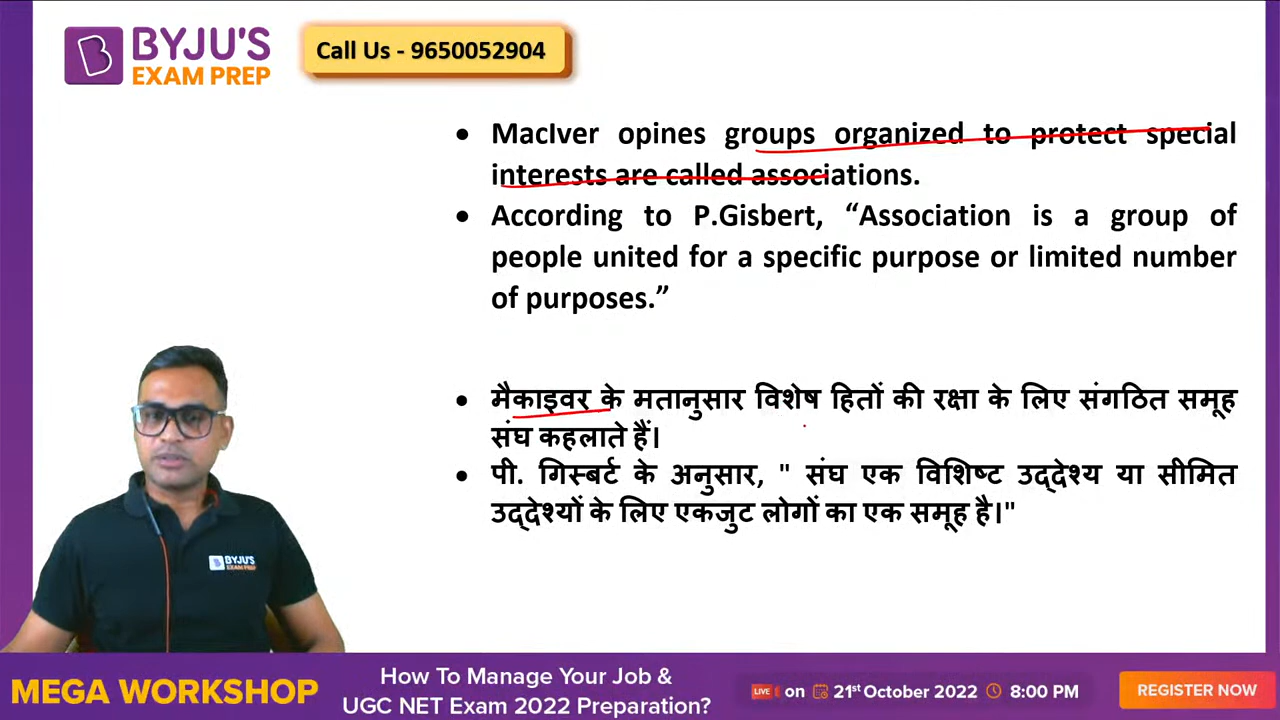 BYJU'S
EXAM PREP
Call Us - 9650052904
• MacIver opines groups organized to protect special
interests are called associations.
• According to P.Gisbert, “Association is a group of
people united for a specific purpose or limited number
of purposes.”
• मैकाइवर के मतानुसार विशेष हितों की रक्षा के लिए संगठित समूह
संघ कहलाते हैं।
• पी. गिस्बर्ट के अनुसार, " संघ एक विशिष्ट उद्देश्य या सीमित
उद्देश्यों के लिए एकजुट लोगों का एक समूह है।"
BYJU'S
EXAM PREP
MEGA WORKSHOP
How To Manage Your Job &
UGC NET Exam 2022 Preparation?
LIVE on 21st October 2022 8:00 PM
REGISTER NOW